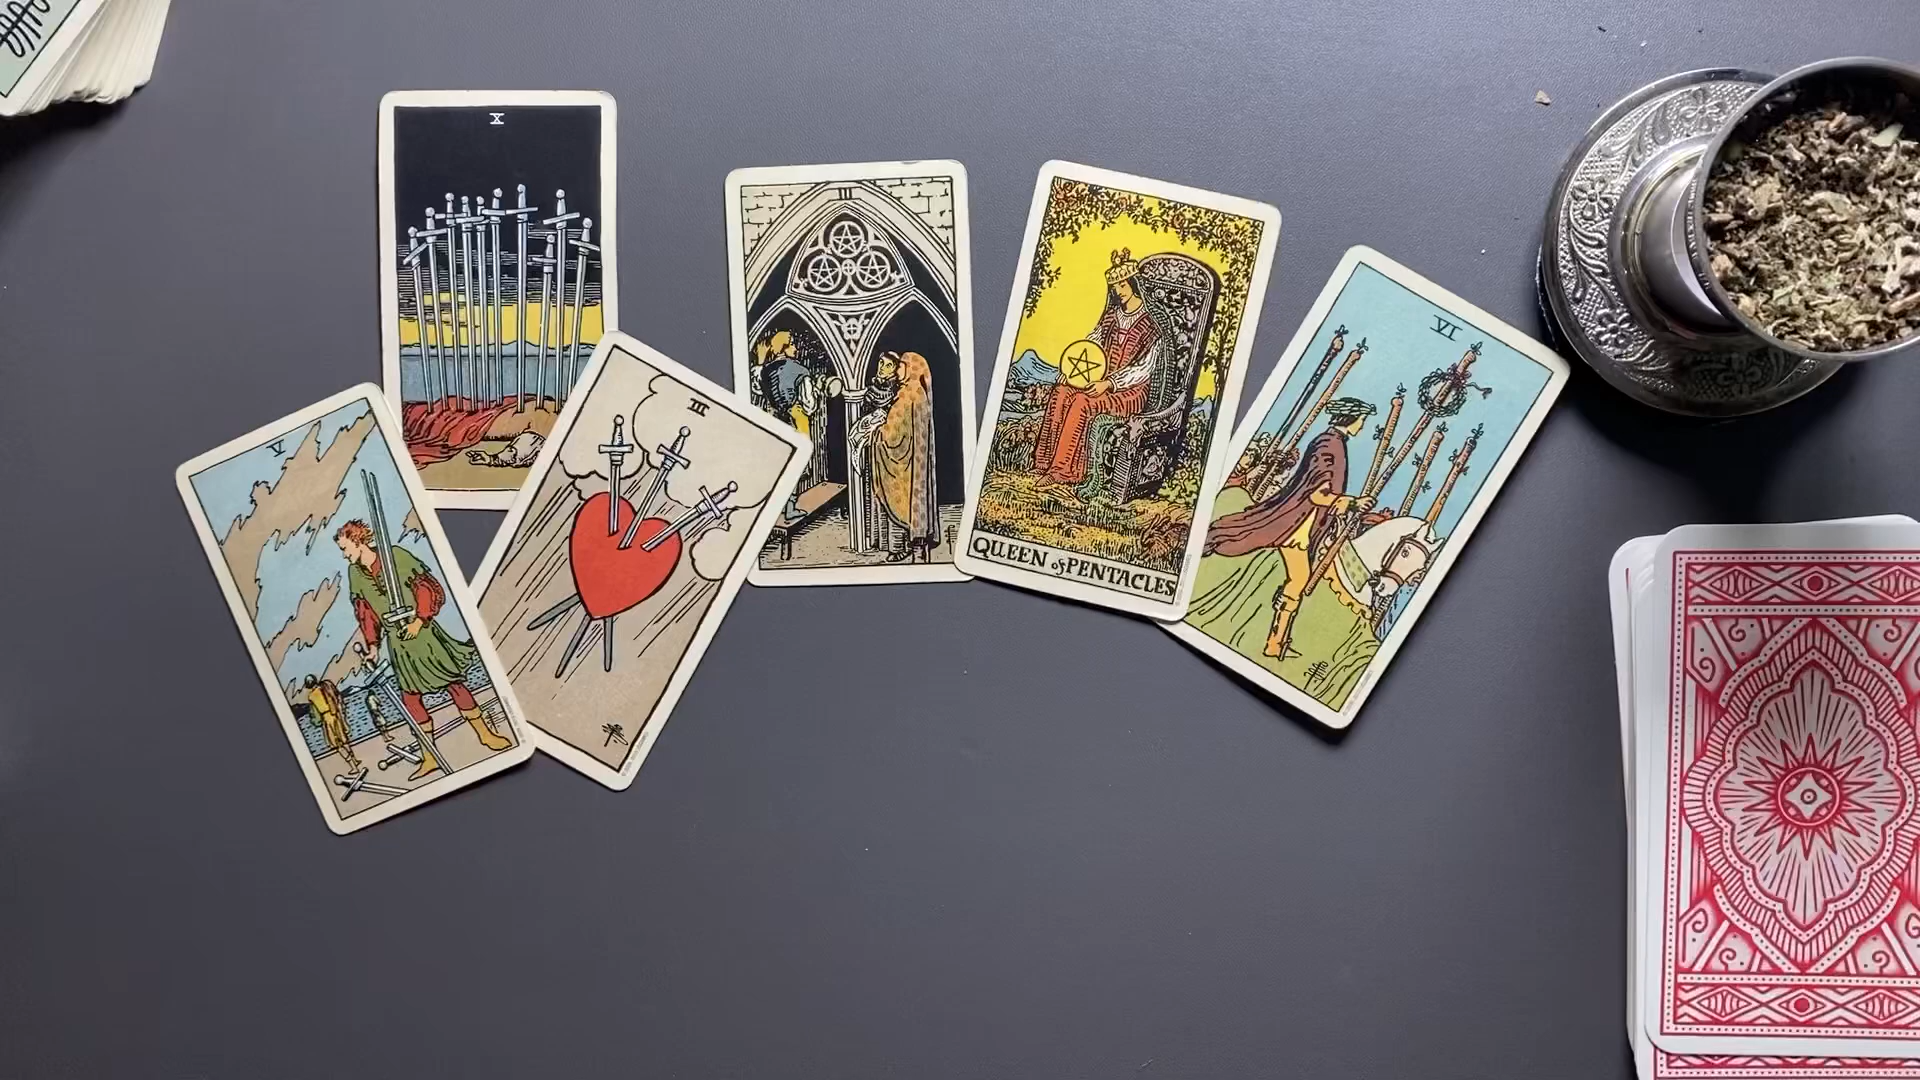 X
III
VI
III
V
QUEEN of PENTACLES